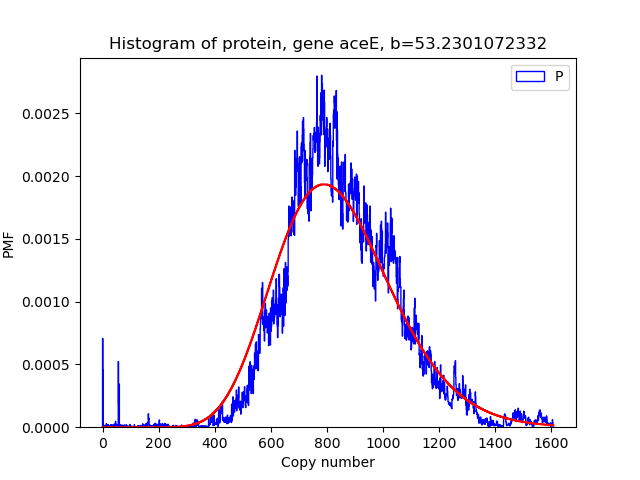 Histogram of protein, gene aceE, b=53.2301072332
P
PMF
0.0025
0.0020
0.0015
0.0010
0.0005
0.0000
0 200 400 600 800 1000 1200 1400 1600
Copy number